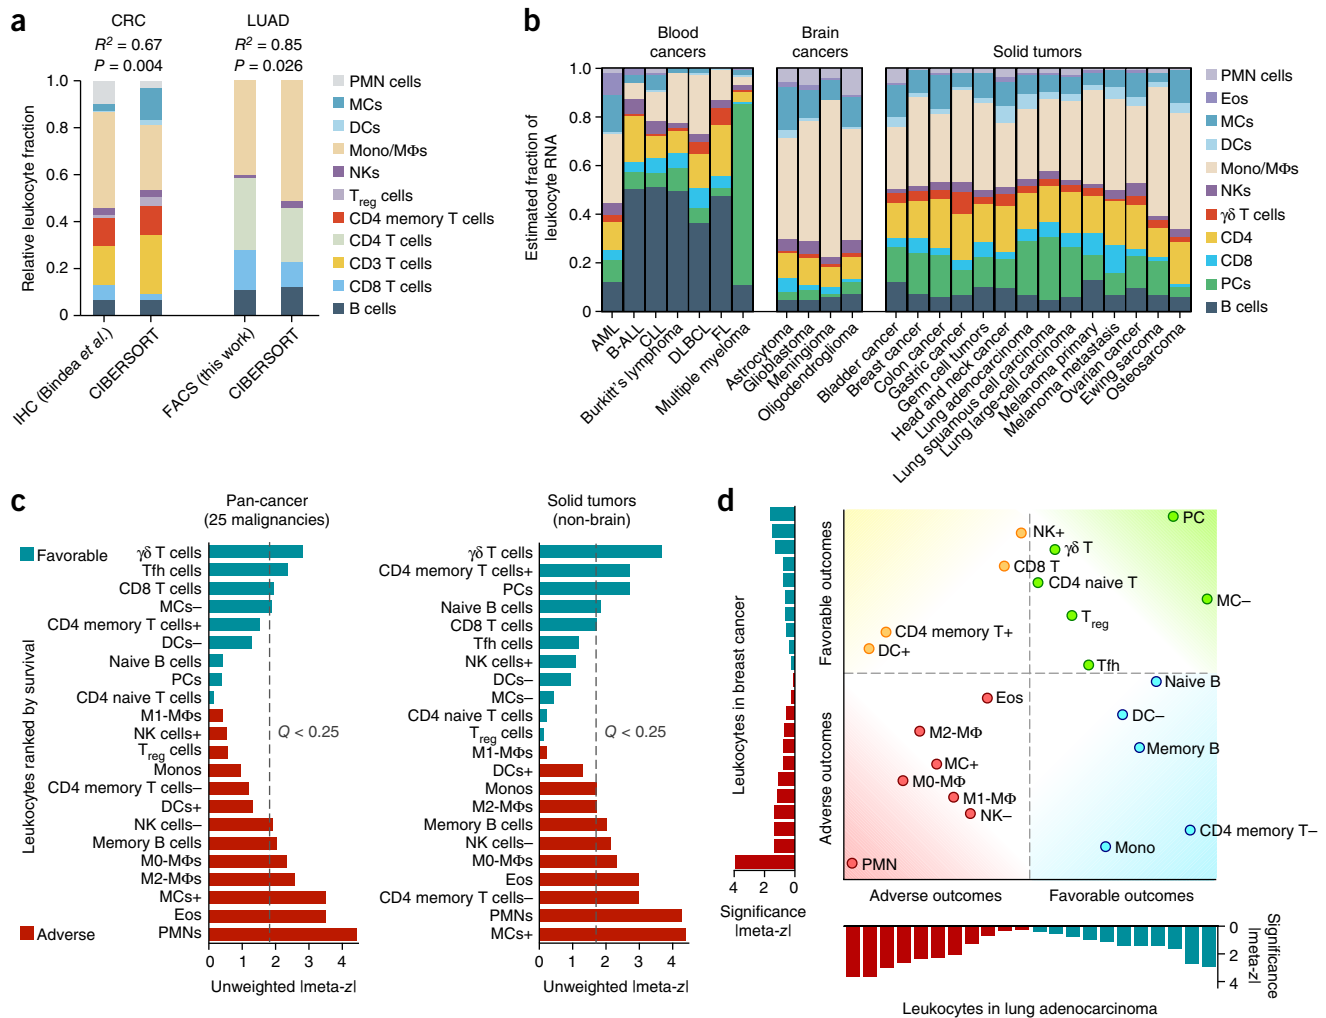 a
CRC
R² = 0.67
P = 0.004
LUAD
R² = 0.85
P = 0.026
Relative leukocyte fraction
1.0
0.8
0.6
0.4
0.2
0
IHC (Bindea et al.)
CIBERSORT
FACS (this work)
CIBERSORT
PMN cells
MCs
DCs
Mono/MΦs
NKs
Treg cells
CD4 memory T cells
CD4 T cells
CD3 T cells
CD8 T cells
B cells
b
Blood
cancers
Brain
cancers
Solid tumors
Estimated fraction of
leukocyte RNA
1.0
0.8
0.6
0.4
0.2
0
AML
B-ALL
CLL
Burkitt's lymphoma
DLBCL
FL
Multiple myeloma
Astrocytoma
Glioblastoma
Meningioma
Oligodendroglioma
Bladder cancer
Breast cancer
Colon cancer
Gastric cancer
Germ cell tumors
Head and neck cancer
Lung adenocarcinoma
Lung squamous cell carcinoma
Lung large-cell carcinoma
Melanoma primary
Melanoma metastasis
Ovarian cancer
Ewing sarcoma
Osteosarcoma
PMN cells
Eos
MCs
DCs
Mono/MΦs
NKs
γδ T cells
CD4
CD8
PCs
B cells
c
Pan-cancer
(25 malignancies)
Favorable
Adverse
Leukocytes ranked by survival
γδ T cells
Tfh cells
CD8 T cells
MCs–
CD4 memory T cells+
DCs–
Naive B cells
PCs
CD4 naive T cells
M1-MΦs
NK cells+
Treg cells
Monos
CD4 memory T cells–
DCs+
NK cells–
Memory B cells
M0-MΦs
M2-MΦs
MCs+
Eos
PMNs
Q < 0.25
0 1 2 3 4
Unweighted |meta-z|
Solid tumors
(non-brain)
γδ T cells
CD4 memory T cells+
PCs
Naive B cells
CD8 T cells
Tfh cells
NK cells+
DCs–
MCs–
CD4 naive T cells
Treg cells
M1-MΦs
DCs+
Monos
M2-MΦs
Memory B cells
NK cells–
M0-MΦs
Eos
CD4 memory T cells–
PMNs
MCs+
Q < 0.25
0 1 2 3 4
Unweighted |meta-z|
d
Leukocytes in breast cancer
4 2 0
Significance
|meta-z|
Favorable outcomes
Adverse outcomes
PC
NK+
γδ T
CD8 T
CD4 naive T
MC–
Treg
CD4 memory T+
DC+
Tfh
Naive B
Eos
DC–
M2-MΦ
Memory B
MC+
M0-MΦ
M1-MΦ
NK–
CD4 memory T–
Mono
PMN
Adverse outcomes
Favorable outcomes
0
2
4
Significance
|meta-z|
Leukocytes in lung adenocarcinoma